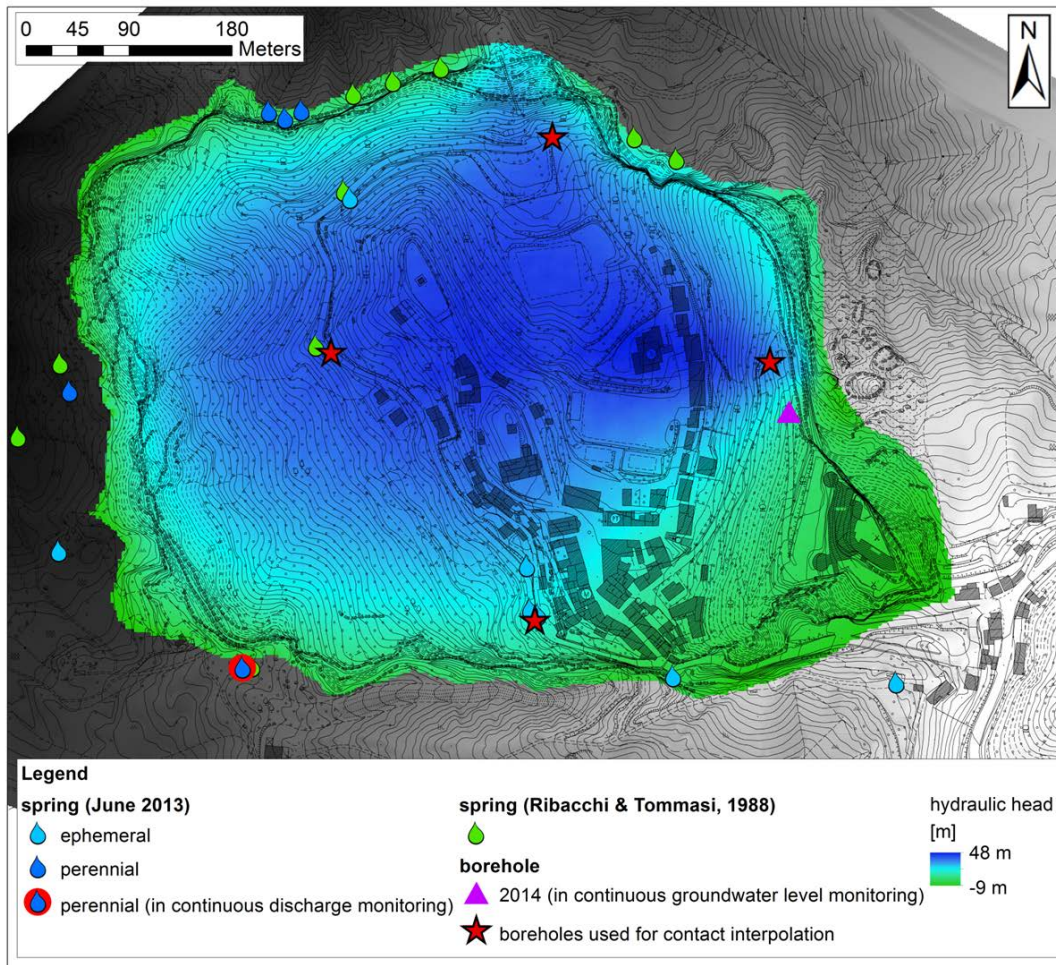 0 45 90 180
Meters
N
Legend
spring (June 2013)
ephemeral
perennial
perennial (in continuous discharge monitoring)
spring (Ribacchi & Tommasi, 1988)
borehole
2014 (in continuous groundwater level monitoring)
boreholes used for contact interpolation
hydraulic head
[m]
48 m
-9 m